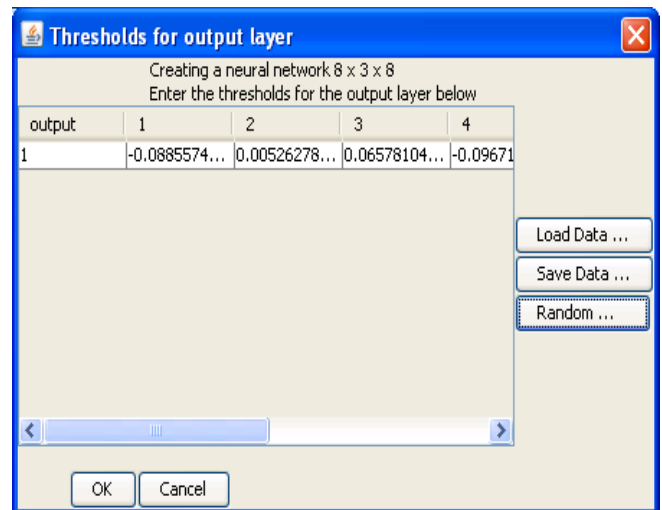 Thresholds for output layer
Creating a neural network 8 x 3 x 8
Enter the thresholds for the output layer below
output 1 2 3 4
1 -0.0885574... 0.00526278... 0.06578104... -0.09671
Load Data ...
Save Data ...
Random ...
OK Cancel